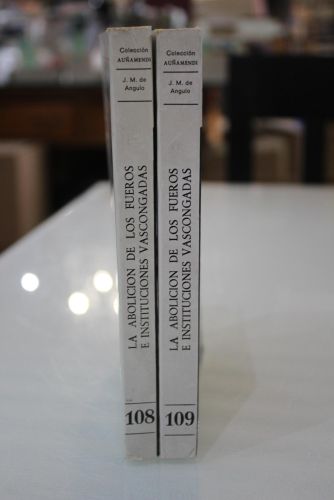 Colección
AUÑAMENDI
J. M. de
Angulo
LA ABOLICION DE LOS FUEROS
E INSTITUCIONES VASCONGADAS
108
Colección
AUÑAMENDI
J. M. de
Angulo
LA ABOLICION DE LOS FUEROS
E INSTITUCIONES VASCONGADAS
109